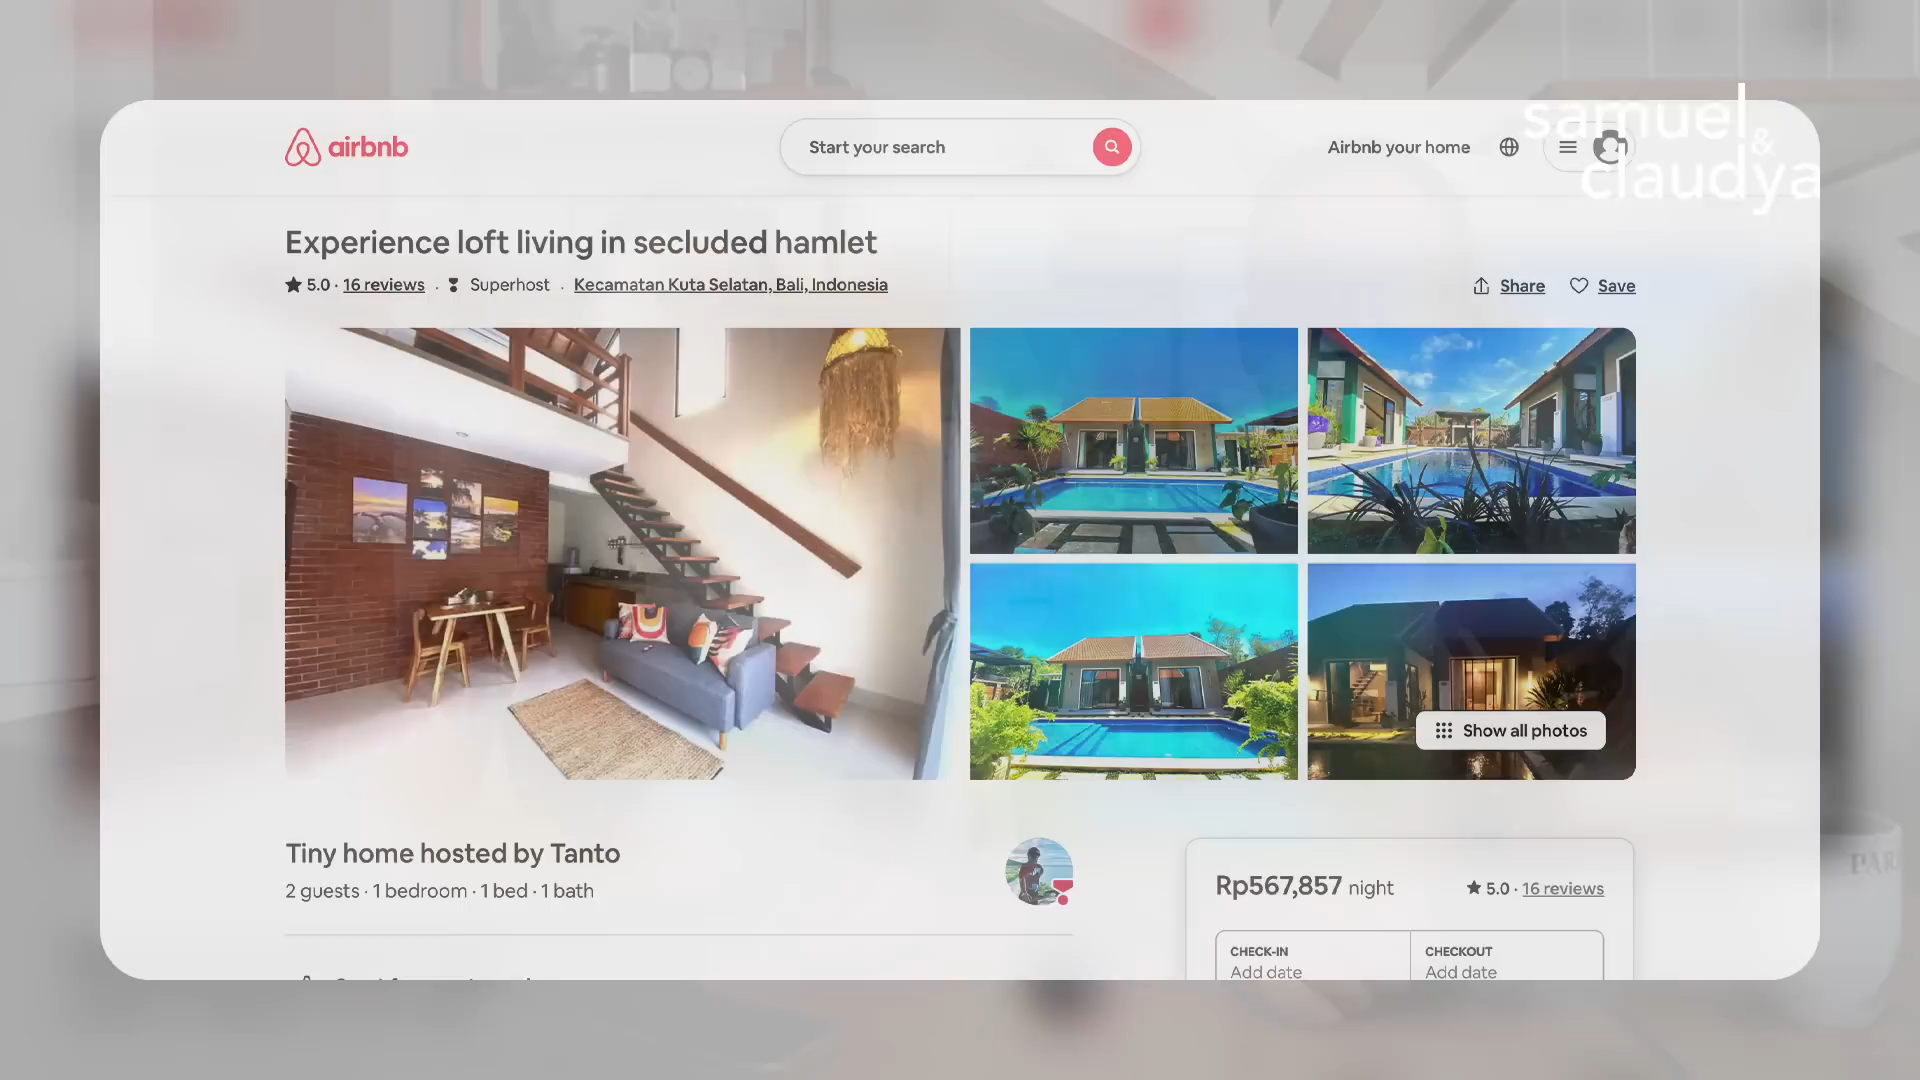 samuel
&
claudya
airbnb
Start your search
Airbnb your home
Experience loft living in secluded hamlet
5.0 · 16 reviews · Superhost · Kecamatan Kuta Selatan, Bali, Indonesia
Share
Save
Show all photos
Tiny home hosted by Tanto
2 guests · 1 bedroom · 1 bed · 1 bath
Rp567,857 night
5.0 · 16 reviews
CHECK-IN
Add date
CHECKOUT
Add date